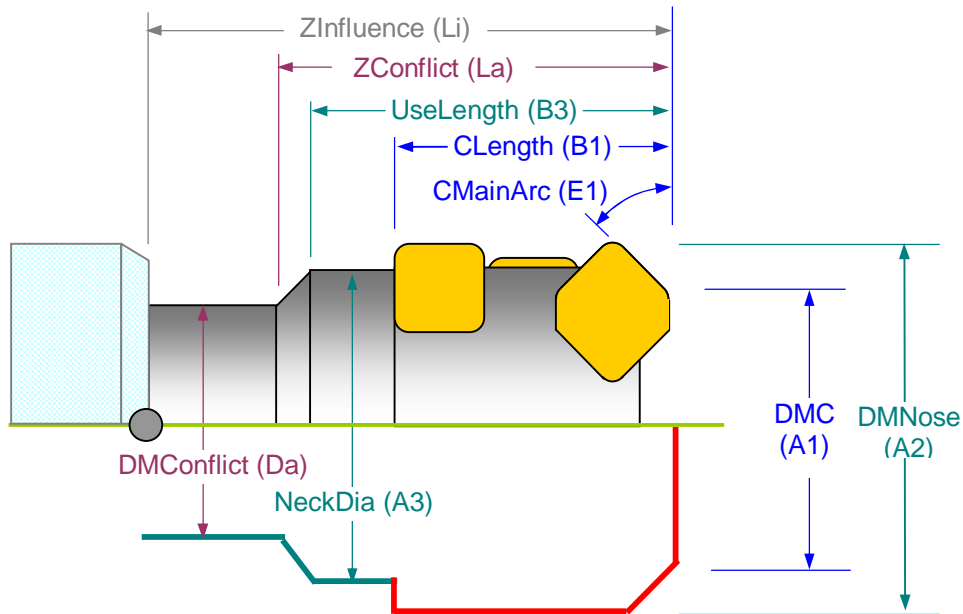 ZInfluence (Li)
ZConflict (La)
UseLength (B3)
CLength (B1)
CMainArc (E1)
DMC
(A1)
DMNose
(A2)
DMConflict (Da)
NeckDia (A3)